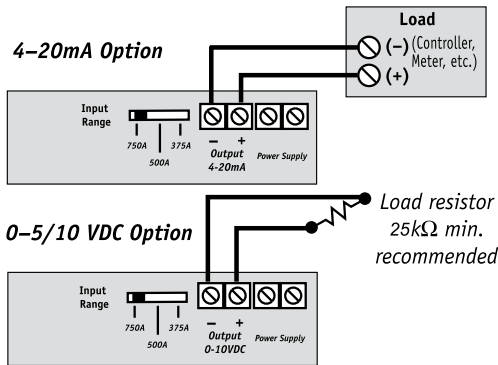 Load
4–20mA Option
(–) (Controller,
Meter, etc.)
(+)
Input
Range
750A
375A
500A
– +
Output
4-20mA
Power Supply
0–5/10 VDC Option
Load resistor
25kΩ min.
recommended
Input
Range
750A
375A
500A
– +
Output
0-10VDC
Power Supply